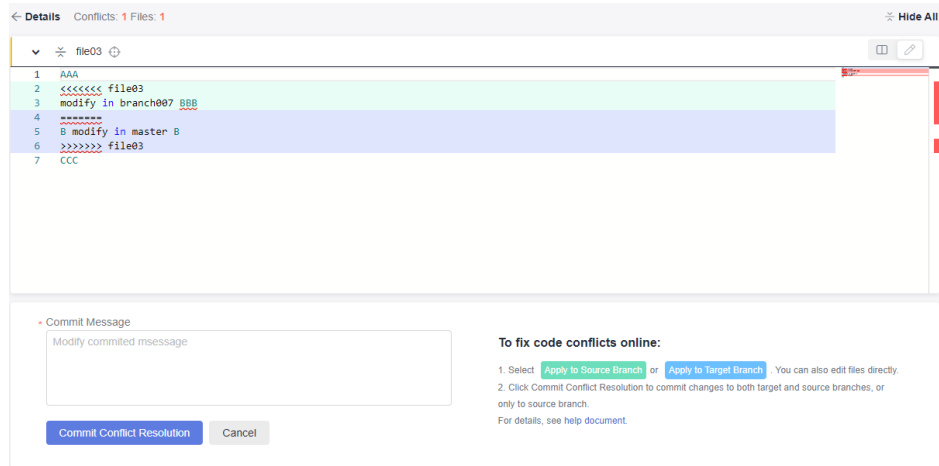 Details Conflicts: 1 Files: 1 Hide All
file03
1 AAA
2 <<<<<<< file03
3 modify in branch007 BBB
4 =======
5 B modify in master B
6 >>>>>>> file03
7 CCC
* Commit Message
Modify commited msessage
Commit Conflict Resolution Cancel
To fix code conflicts online:
1. Select Apply to Source Branch or Apply to Target Branch . You can also edit files directly.
2. Click Commit Conflict Resolution to commit changes to both target and source branches, or
only to source branch.
For details, see help document.